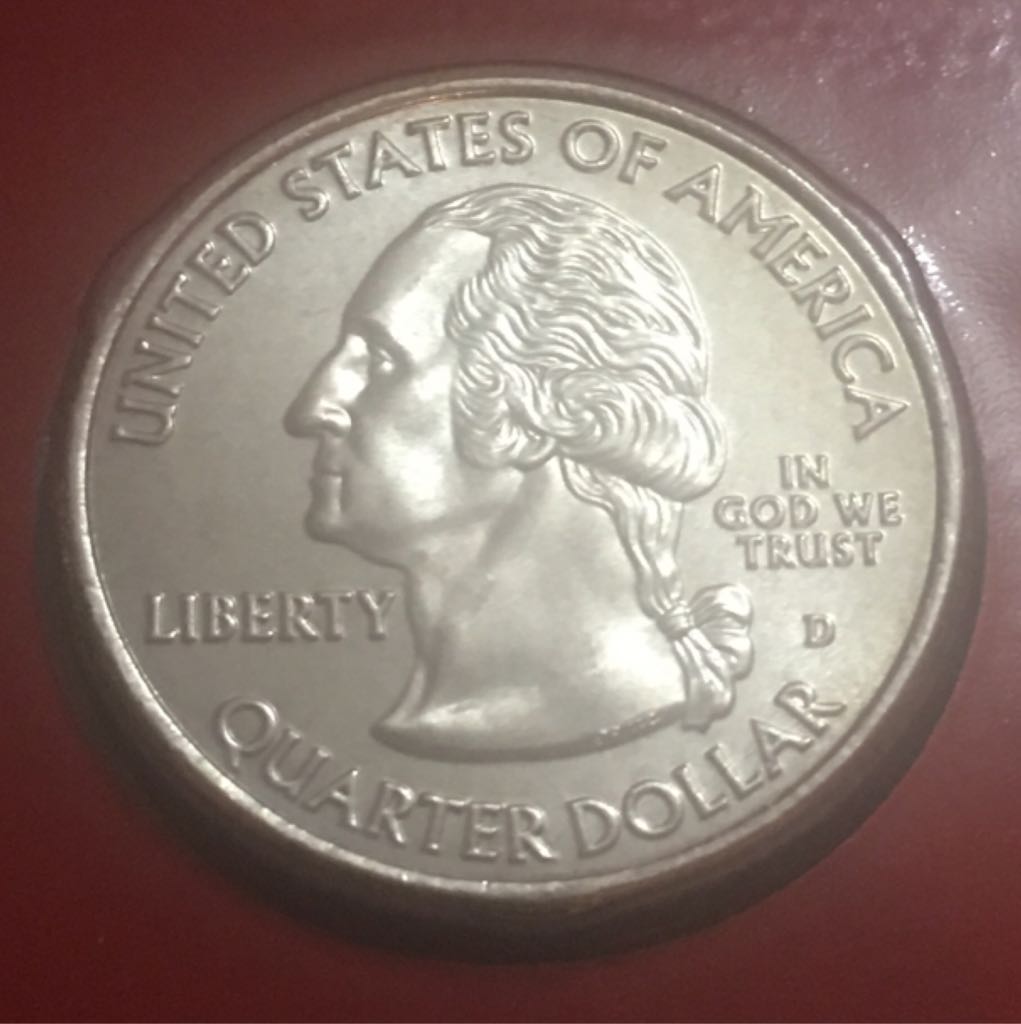 UNITED STATES OF AMERICA
IN
GOD WE
TRUST
LIBERTY
D
QUARTER DOLLAR